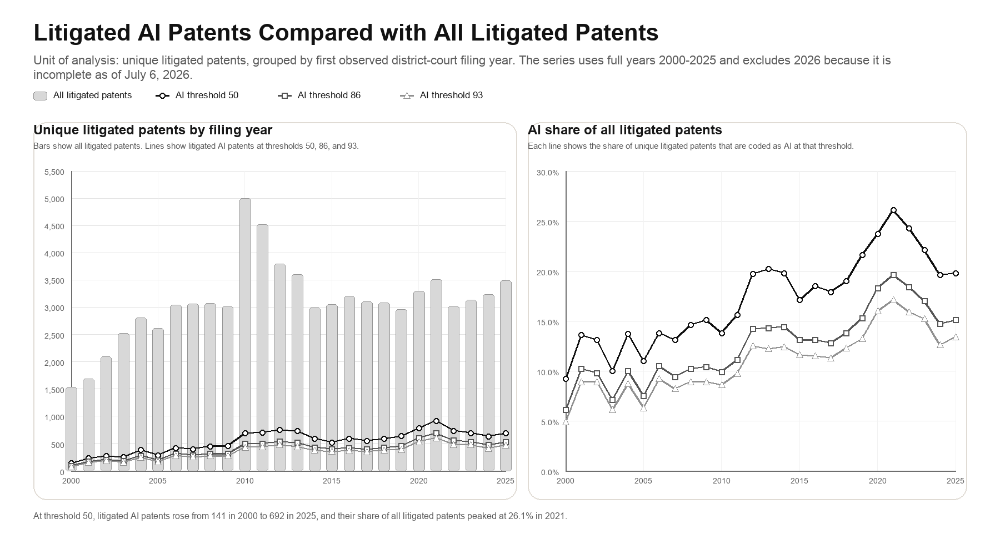 Litigated AI Patents Compared with All Litigated Patents
Unit of analysis: unique litigated patents, grouped by first observed district-court filing year. The series uses full years 2000-2025 and excludes 2026 because it is
incomplete as of July 6, 2026.
All litigated patents
AI threshold 50
AI threshold 86
AI threshold 93
Unique litigated patents by filing year
Bars show all litigated patents. Lines show litigated AI patents at thresholds 50, 86, and 93.
5,500
5,000
4,500
4,000
3,500
3,000
2,500
2,000
1,500
1,000
500
0
2000
2005
2010
2015
2020
2025
AI share of all litigated patents
Each line shows the share of unique litigated patents that are coded as AI at that threshold.
30.0%
25.0%
20.0%
15.0%
10.0%
5.0%
0.0%
2000
2005
2010
2015
2020
2025
At threshold 50, litigated AI patents rose from 141 in 2000 to 692 in 2025, and their share of all litigated patents peaked at 26.1% in 2021.